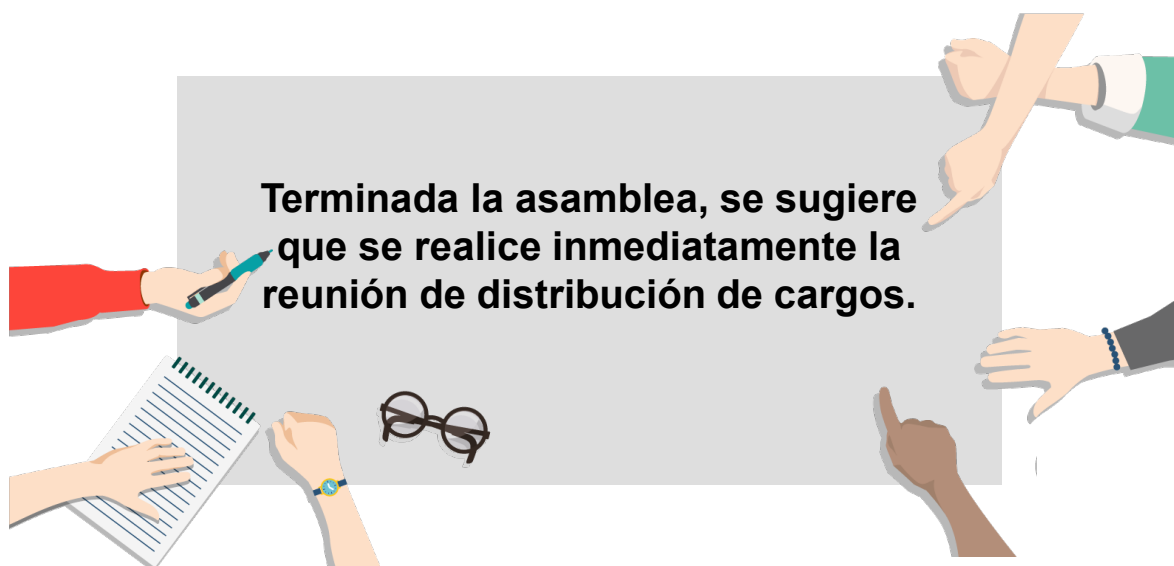 Terminada la asamblea, se sugiere
que se realice inmediatamente la
reunión de distribución de cargos.